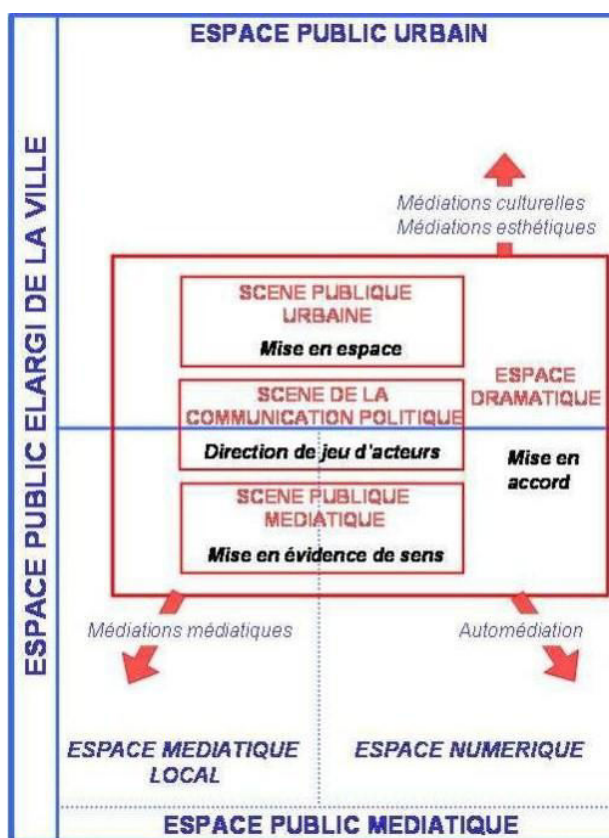 ESPACE PUBLIC URBAIN
ESPACE PUBLIC ELARGI DE LA VILLE
Médiations culturelles
Médiations esthétiques
SCENE PUBLIQUE
URBAINE
Mise en espace
ESPACE
DRAMATIQUE
SCENE DE LA
COMMUNICATION POLITIQUE
Direction de jeu d'acteurs
Mise en
accord
SCENE PUBLIQUE
MEDIATIQUE
Mise en évidence de sens
Médiations médiatiques
Automédiation
ESPACE MEDIATIQUE
LOCAL
ESPACE NUMERIQUE
ESPACE PUBLIC MEDIATIQUE